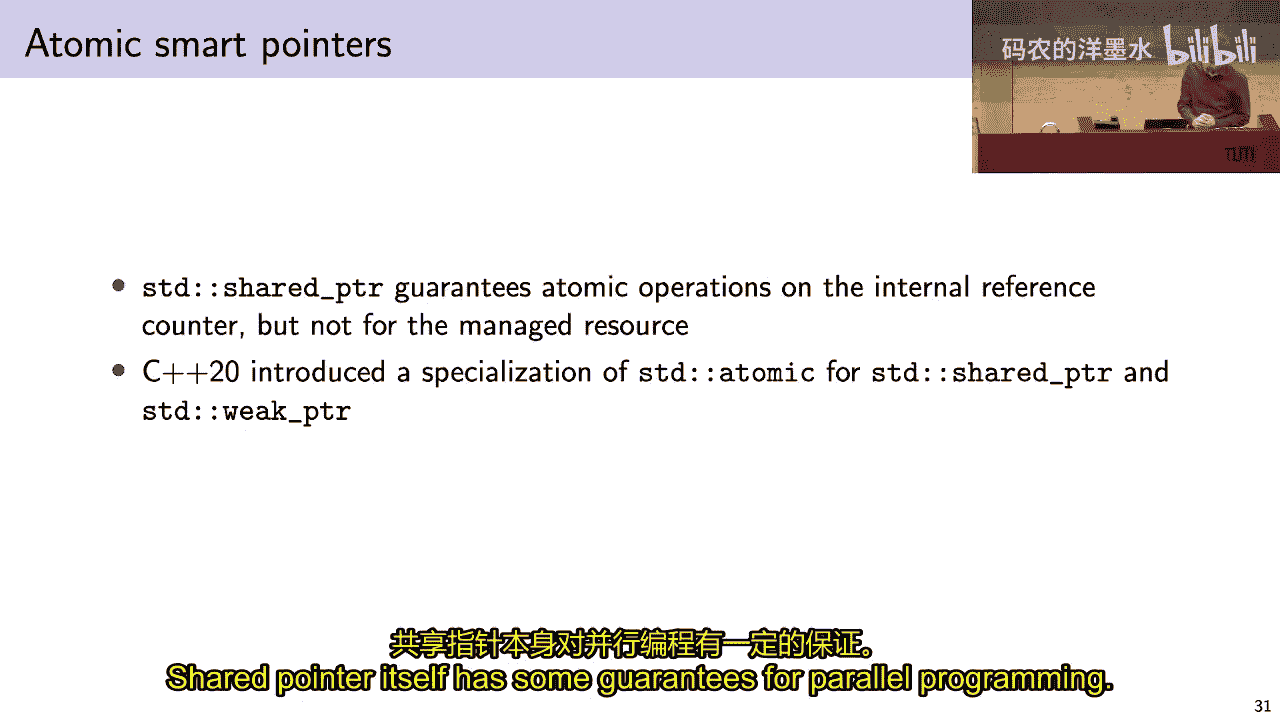 Atomic smart pointers
码农的洋墨水 bilibili
TUM
• std::shared_ptr guarantees atomic operations on the internal reference
counter, but not for the managed resource
• C++20 introduced a specialization of std::atomic for std::shared_ptr and
std::weak_ptr
共享指针本身对并行编程有一定的保证。
Shared pointer itself has some guarantees for parallel programming.
31